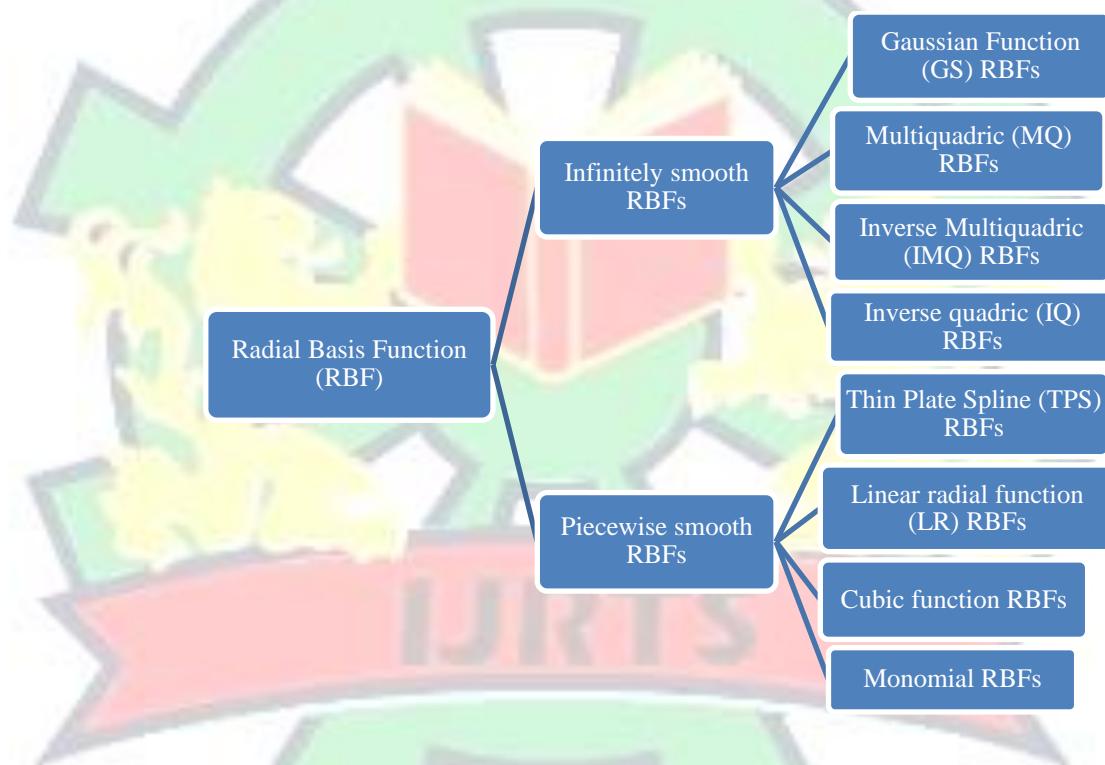 Radial Basis Function
(RBF)
Infinitely smooth
RBFs
Gaussian Function
(GS) RBFs
Multiquadric (MQ)
RBFs
Inverse Multiquadric
(IMQ) RBFs
Inverse quadric (IQ)
RBFs
Piecewise smooth
RBFs
Thin Plate Spline (TPS)
RBFs
Linear radial function
(LR) RBFs
Cubic function RBFs
Monomial RBFs
IJRTS